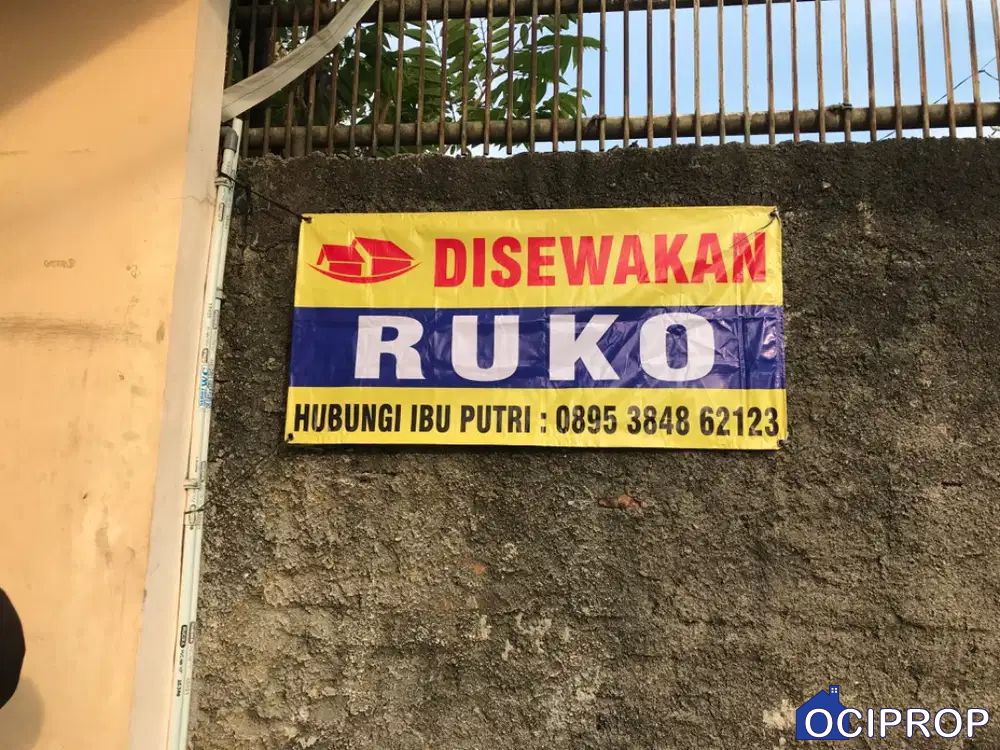 DISEWAKAN
RUKO
HUBUNGI IBU PUTRI : 0895 3848 62123
OCIPROP